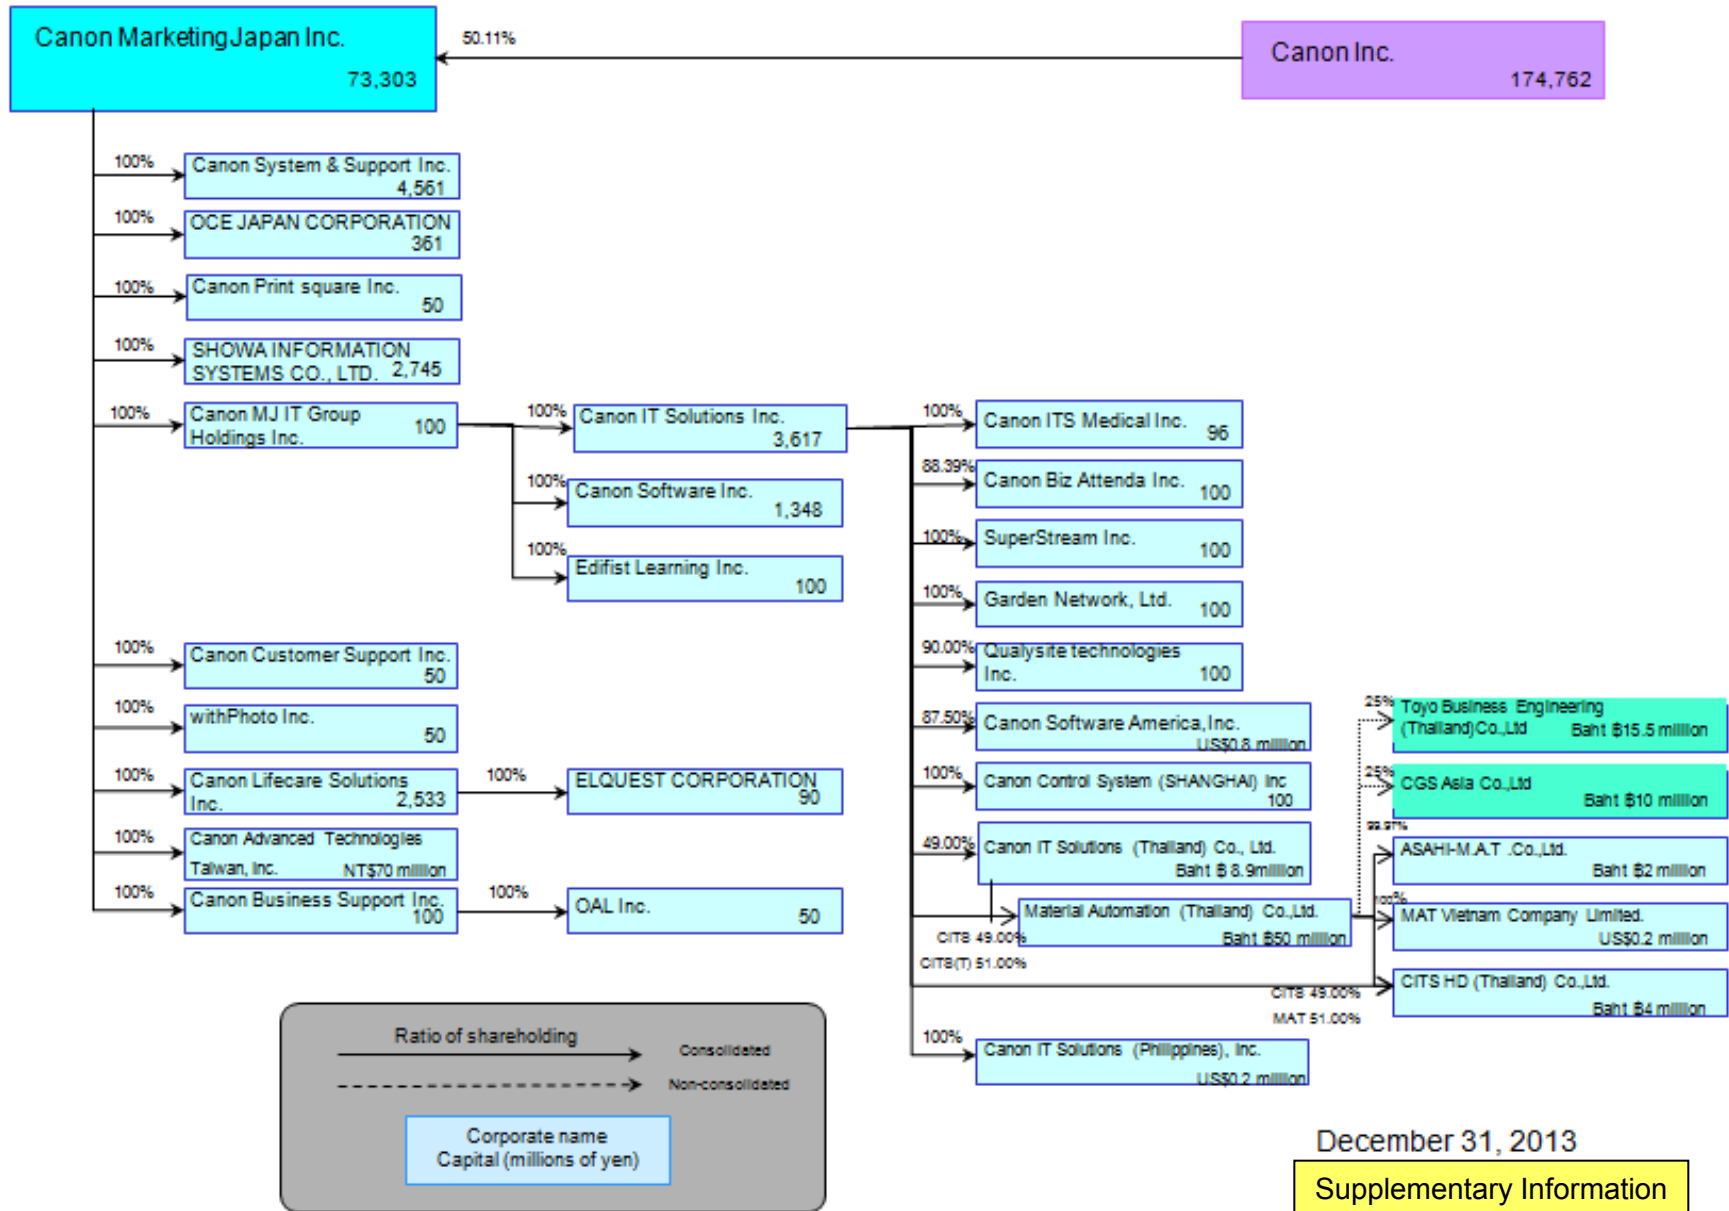 Canon MarketingJapan Inc.
73,303
50.11%
Canon Inc.
174,762
100%
Canon System & Support Inc.
4,561
100%
OCE JAPAN CORPORATION
361
100%
Canon Print square Inc.
50
100%
SHOWA INFORMATION
SYSTEMS CO., LTD. 2,745
100%
Canon MJ IT Group
Holdings Inc.
100
100%
Canon IT Solutions Inc.
3,617
100%
Canon Software Inc.
1,348
100%
Edifist Learning Inc.
100
100%
Canon ITS Medical Inc.
96
88.39%
Canon Biz Attenda Inc.
100
100%
SuperStream Inc.
100
100%
Garden Network, Ltd.
100
90.00%
Qualysite technologies
Inc.
100
87.50%
Canon Software America,Inc.
US$0.8 million
100%
Canon Control System (SHANGHAI) Inc
100
49.00%
Canon IT Solutions (Thailand) Co., Ltd.
Baht ฿ 8.9million
Material Automation (Thailand) Co.,Ltd.
Baht ฿50 million
CITS 49.00%
CITS(T) 51.00%
100%
Canon IT Solutions (Philippines), Inc.
US$0.2 million
25%
Toyo Business Engineering
(Thailand)Co.,Ltd Baht ฿15.5 million
25%
CGS Asia Co.,Ltd
Baht ฿10 million
99.97%
ASAHI-M.A.T .Co.,Ltd.
Baht ฿2 million
100%
MAT Vietnam Company Limited.
US$0.2 million
CITS HD (Thailand) Co.,Ltd.
Baht ฿4 million
CITS 49.00%
MAT 51.00%
100%
Canon Customer Support Inc.
50
100%
withPhoto Inc.
50
100%
Canon Lifecare Solutions
Inc.
2,533
100%
ELQUEST CORPORATION
90
100%
Canon Advanced Technologies
Taiwan, Inc. NT$70 million
100%
Canon Business Support Inc.
100
100%
OAL Inc.
50
Ratio of shareholding
Consolidated
Non-consolidated
Corporate name
Capital (millions of yen)
December 31, 2013
Supplementary Information